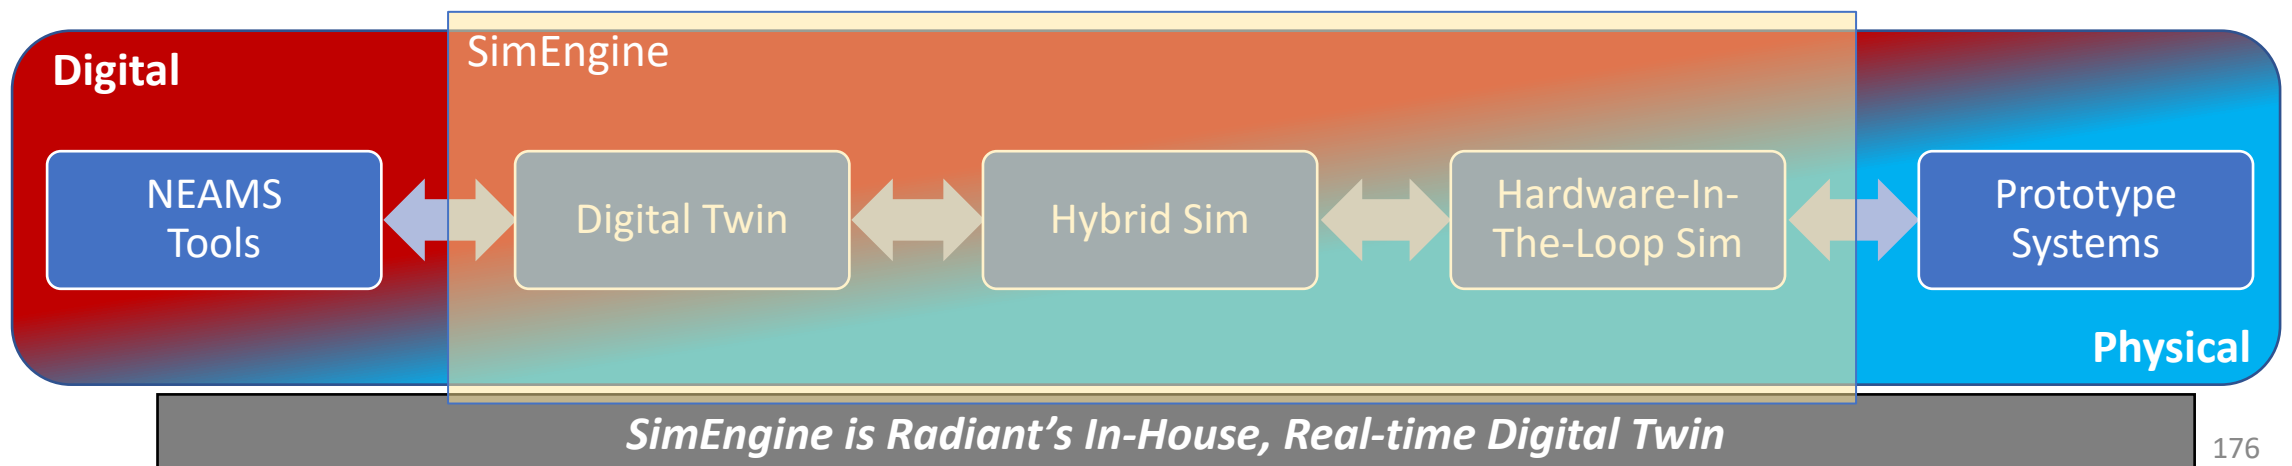 SimEngine
Digital
NEAMS
Tools
Digital Twin
Hybrid Sim
Hardware-In-
The-Loop Sim
Prototype
Systems
Physical
SimEngine is Radiant’s In-House, Real-time Digital Twin
176